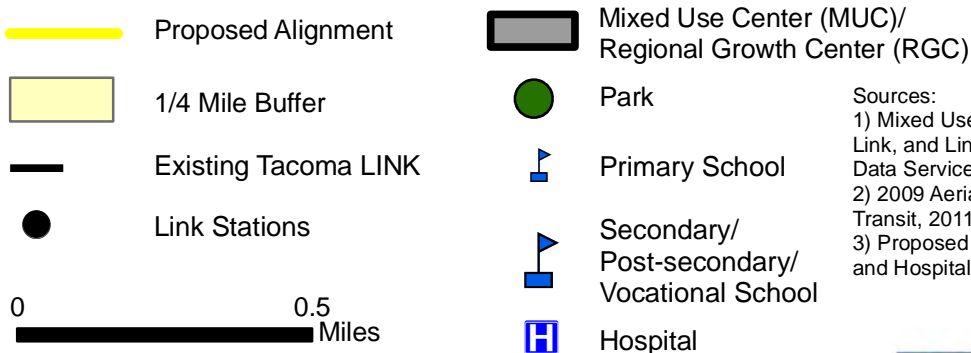 Proposed Alignment
1/4 Mile Buffer
Existing Tacoma LINK
Link Stations
0 0.5
Miles
Mixed Use Center (MUC)/
Regional Growth Center (RGC)
Park
Primary School
Secondary/
Post-secondary/
Vocational School
H Hospital
Sources:
1) Mixed Use
Link, and Lin
Data Service
2) 2009 Aeria
Transit, 2011
3) Proposed
and Hospital